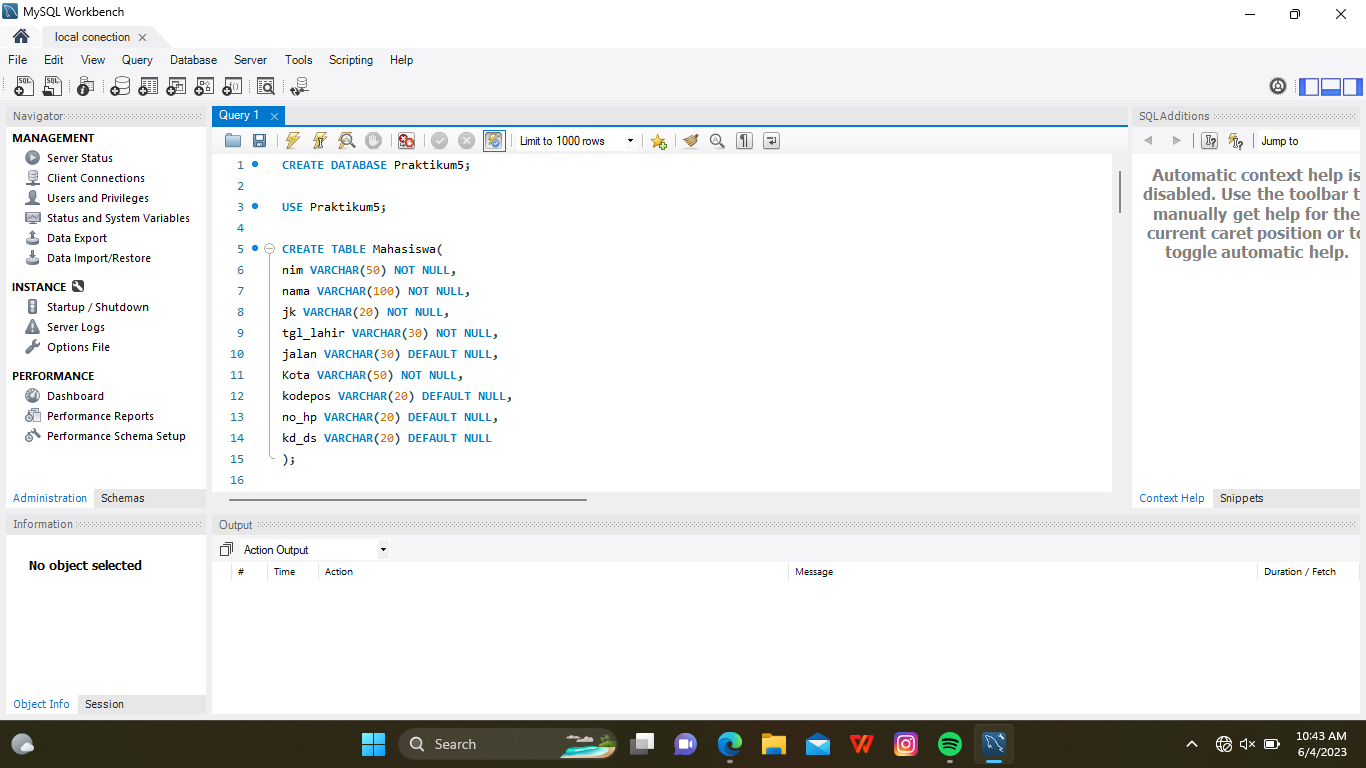 MySQL Workbench
local conection
File Edit View Query Database Server Tools Scripting Help
Navigator
MANAGEMENT
Server Status
Client Connections
Users and Privileges
Status and System Variables
Data Export
Data Import/Restore
INSTANCE
Startup / Shutdown
Server Logs
Options File
PERFORMANCE
Dashboard
Performance Reports
Performance Schema Setup
Administration Schemas
Information
No object selected
Object Info Session
Query 1
Limit to 1000 rows
1 CREATE DATABASE Praktikum5;
2
3 USE Praktikum5;
4
5 CREATE TABLE Mahasiswa(
6 nim VARCHAR(50) NOT NULL,
7 nama VARCHAR(100) NOT NULL,
8 jk VARCHAR(20) NOT NULL,
9 tgl_lahir VARCHAR(30) NOT NULL,
10 jalan VARCHAR(30) DEFAULT NULL,
11 Kota VARCHAR(50) NOT NULL,
12 kodepos VARCHAR(20) DEFAULT NULL,
13 no_hp VARCHAR(20) DEFAULT NULL,
14 kd_ds VARCHAR(20) DEFAULT NULL
15 );
16
SQLAdditions
Jump to
Automatic context help is
disabled. Use the toolbar t
manually get help for the
current caret position or to
toggle automatic help.
Context Help Snippets
Output
Action Output
# Time Action Message Duration / Fetch
Search
10:43 AM
6/4/2023